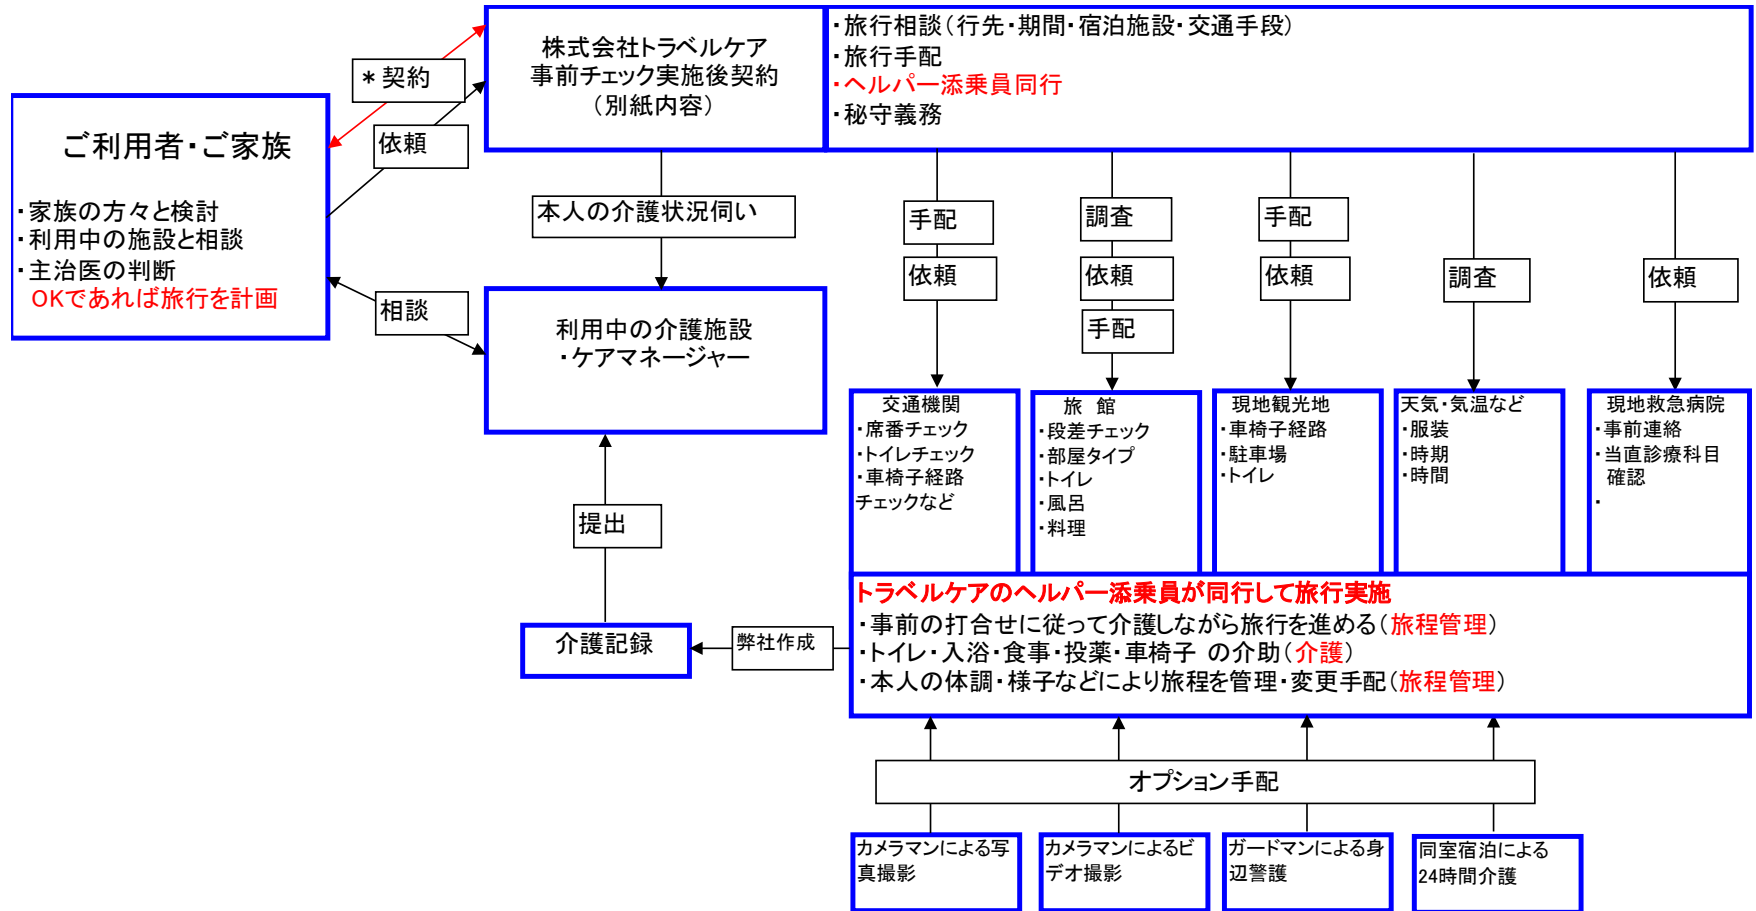 株式会社トラベルケア
事前チェック実施後契約
（別紙内容）
・旅行相談（行先・期間・宿泊施設・交通手段）
・旅行手配
・ヘルパー添乗員同行
・秘守義務
＊契約
依頼
ご利用者・ご家族
・家族の方々と検討
・利用中の施設と相談
・主治医の判断
OKであれば旅行を計画
本人の介護状況伺い
相談
利用中の介護施設
・ケアマネージャー
手配
依頼
調査
依頼
手配
手配
依頼
調査
依頼
交通機関
・席番チェック
・トイレチェック
・車椅子経路
チェックなど
旅　館
・段差チェック
・部屋タイプ
・トイレ
・風呂
・料理
現地観光地
・車椅子経路
・駐車場
・トイレ
天気・気温など
・服装
・時期
・時間
現地救急病院
・事前連絡
・当直診療科目
確認
・
提出
介護記録
弊社作成
トラベルケアのヘルパー添乗員が同行して旅行実施
・事前の打合せに従って介護しながら旅行を進める（旅程管理）
・トイレ・入浴・食事・投薬・車椅子 の介助（介護）
・本人の体調・様子などにより旅程を管理・変更手配（旅程管理）
オプション手配
カメラマンによる写
真撮影
カメラマンによるビ
デオ撮影
ガードマンによる身
辺警護
同室宿泊による
24時間介護